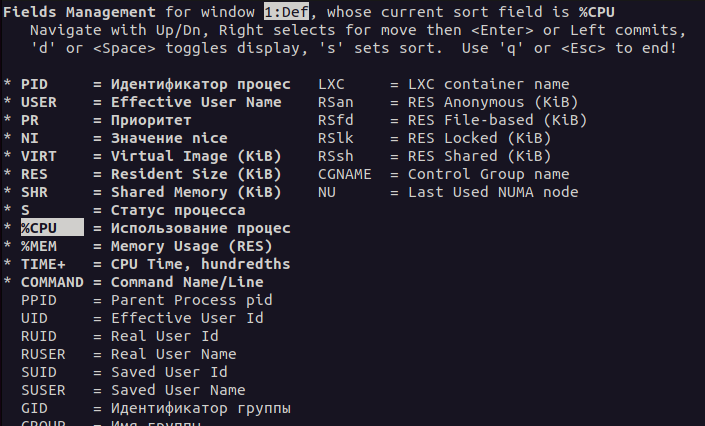 Fields Management for window 1:Def, whose current sort field is %CPU
Navigate with Up/Dn, Right selects for move then <Enter> or Left commits,
'd' or <Space> toggles display, 's' sets sort.  Use 'q' or <Esc> to end!
* PID     = Идентификатор процес   LXC     = LXC container name
* USER    = Effective User Name    RSan    = RES Anonymous (KiB)
* PR      = Приоритет              RSfd    = RES File-based (KiB)
* NI      = Значение nice          RSlk    = RES Locked (KiB)
* VIRT    = Virtual Image (KiB)    RSsh    = RES Shared (KiB)
* RES     = Resident Size (KiB)    CGNAME  = Control Group name
* SHR     = Shared Memory (KiB)    NU      = Last Used NUMA node
* S       = Статус процесса
* %CPU    = Использование процес
* %MEM    = Memory Usage (RES)
* TIME+   = CPU Time, hundredths
* COMMAND = Command Name/Line
PPID    = Parent Process pid
UID     = Effective User Id
RUID    = Real User Id
RUSER   = Real User Name
SUID    = Saved User Id
SUSER   = Saved User Name
GID     = Идентификатор группы
GROUP   = Имя группы